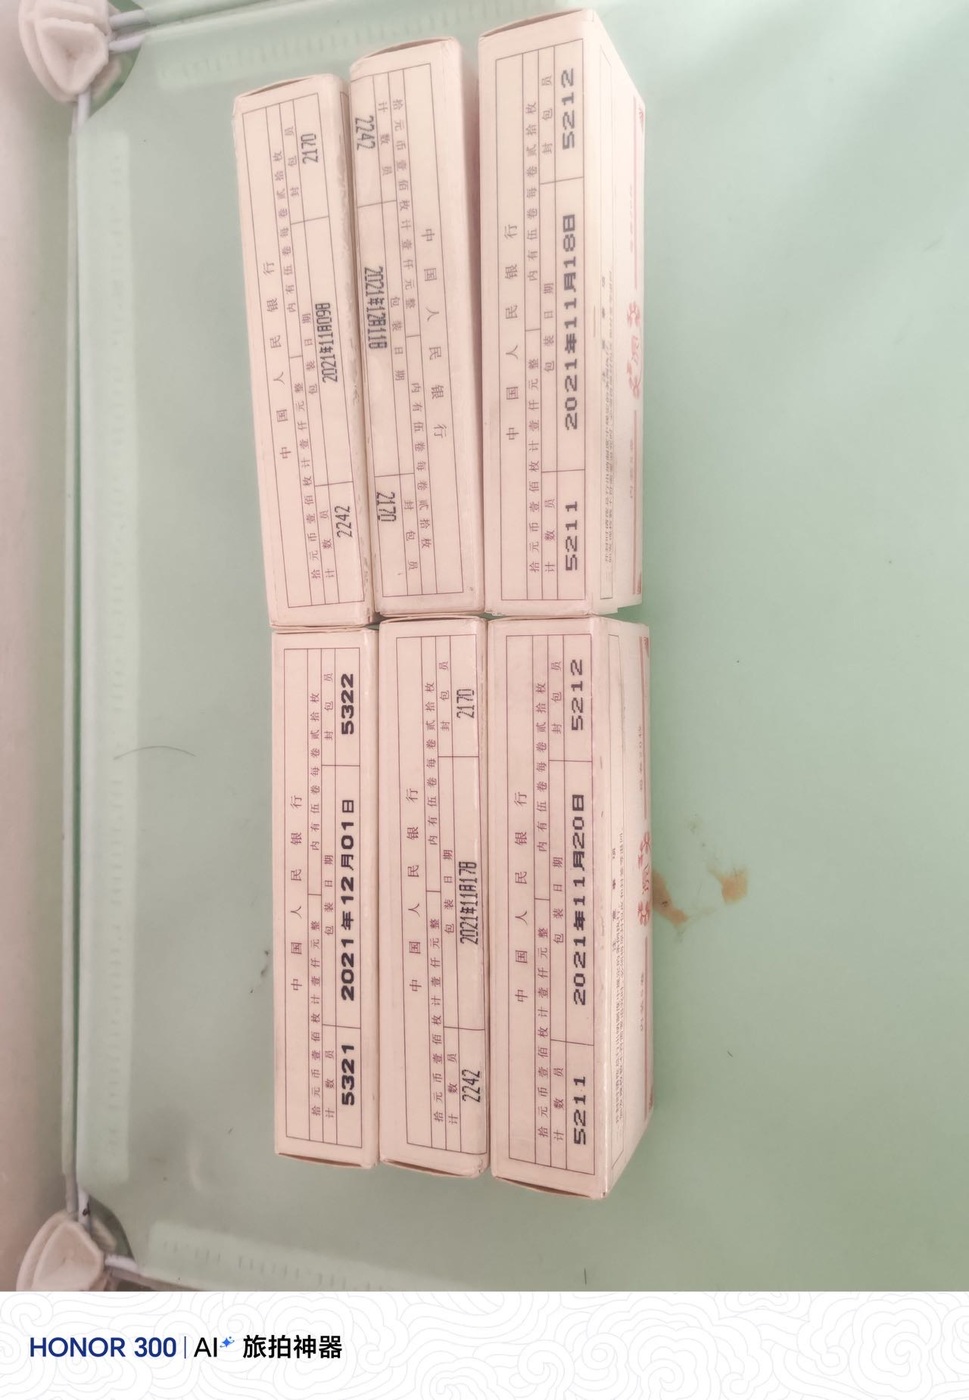 中国人民银行
拾元币壹佰枚计壹仟元整 内有伍卷每卷贰拾枚
计数员 包装日期 封包员
2242 2021年11月09日 2170
中国人民银行
拾元币壹佰枚计壹仟元整 内有伍卷每卷贰拾枚
计数员 包装日期 封包员
2242 2021年12月11日 2170
中国人民银行
拾元币壹佰枚计壹仟元整 内有伍卷每卷贰拾枚
计数员 包装日期 封包员
5211 2021年11月18日 5212
中国人民银行
拾元币壹佰枚计壹仟元整 内有伍卷每卷贰拾枚
计数员 包装日期 封包员
5321 2021年12月01日 5322
中国人民银行
拾元币壹佰枚计壹仟元整 内有伍卷每卷贰拾枚
计数员 包装日期 封包员
2242 2021年11月17日 2170
中国人民银行
拾元币壹佰枚计壹仟元整 内有伍卷每卷贰拾枚
计数员 包装日期 封包员
5211 2021年11月20日 5212
HONOR 300 | AI 旅拍神器